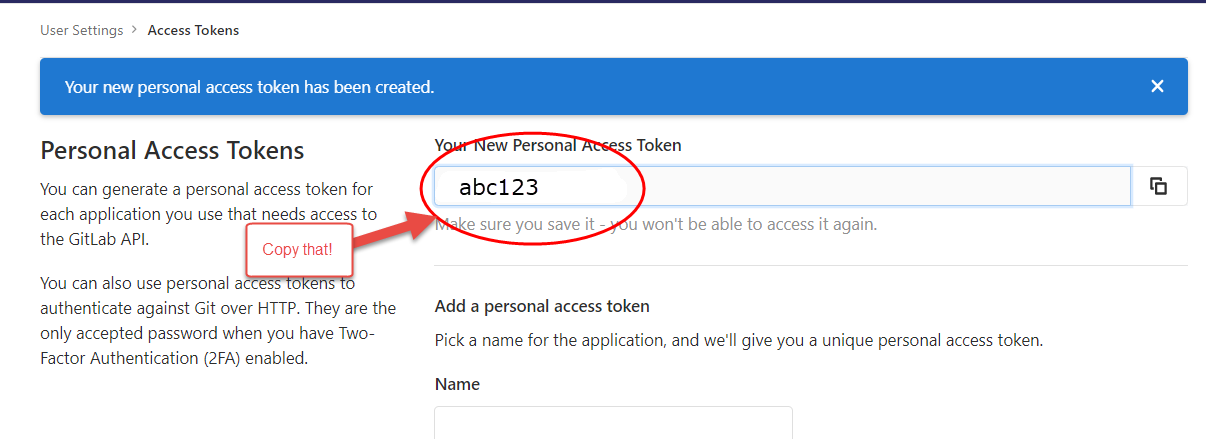 User Settings > Access Tokens
Your new personal access token has been created.
Personal Access Tokens
You can generate a personal access token for
each application you use that needs access to
the GitLab API.
You can also use personal access tokens to
authenticate against Git over HTTP. They are the
only accepted password when you have Two-
Factor Authentication (2FA) enabled.
Copy that!
Your New Personal Access Token
abc123
Make sure you save it - you won't be able to access it again.
Add a personal access token
Pick a name for the application, and we'll give you a unique personal access token.
Name